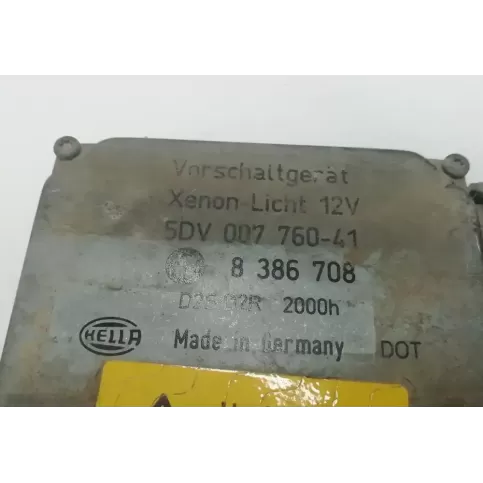 Vorschaltgerät
Xenon-Licht 12V
5DV 007 760-41
8 386 708
D2S D2R 2000h
HELLA Made in Germany DOT